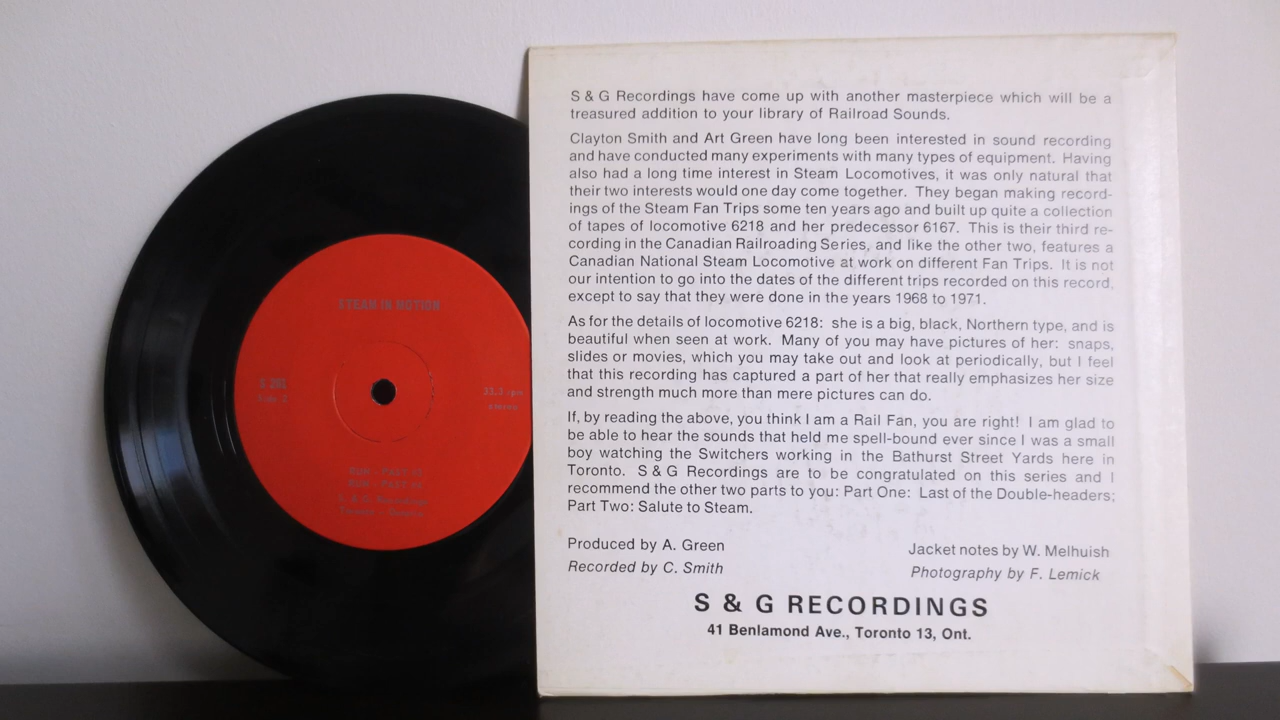 STEAM IN MOTION
33.3 rpm
stereo
S & G Recordings
Toronto - Ontario
S & G Recordings have come up with another masterpiece which will be a
treasured addition to your library of Railroad Sounds.
Clayton Smith and Art Green have long been interested in sound recording
and have conducted many experiments with many types of equipment. Having
also had a long time interest in Steam Locomotives, it was only natural that
their two interests would one day come together. They began making record-
ings of the Steam Fan Trips some ten years ago and built up quite a collection
of tapes of locomotive 6218 and her predecessor 6167. This is their third re-
cording in the Canadian Railroading Series, and like the other two, features a
Canadian National Steam Locomotive at work on different Fan Trips. It is not
our intention to go into the dates of the different trips recorded on this record,
except to say that they were done in the years 1968 to 1971.
As for the details of locomotive 6218: she is a big, black, Northern type, and is
beautiful when seen at work. Many of you may have pictures of her: snaps,
slides or movies, which you may take out and look at periodically, but I feel
that this recording has captured a part of her that really emphasizes her size
and strength much more than mere pictures can do.
If, by reading the above, you think I am a Rail Fan, you are right! I am glad to
be able to hear the sounds that held me spell-bound ever since I was a small
boy watching the Switchers working in the Bathurst Street Yards here in
Toronto. S & G Recordings are to be congratulated on this series and I
recommend the other two parts to you: Part One: Last of the Double-headers;
Part Two: Salute to Steam.
Produced by A. Green
Recorded by C. Smith
Jacket notes by W. Melhuish
Photography by F. Lemick
S & G RECORDINGS
41 Benlamond Ave., Toronto 13, Ont.